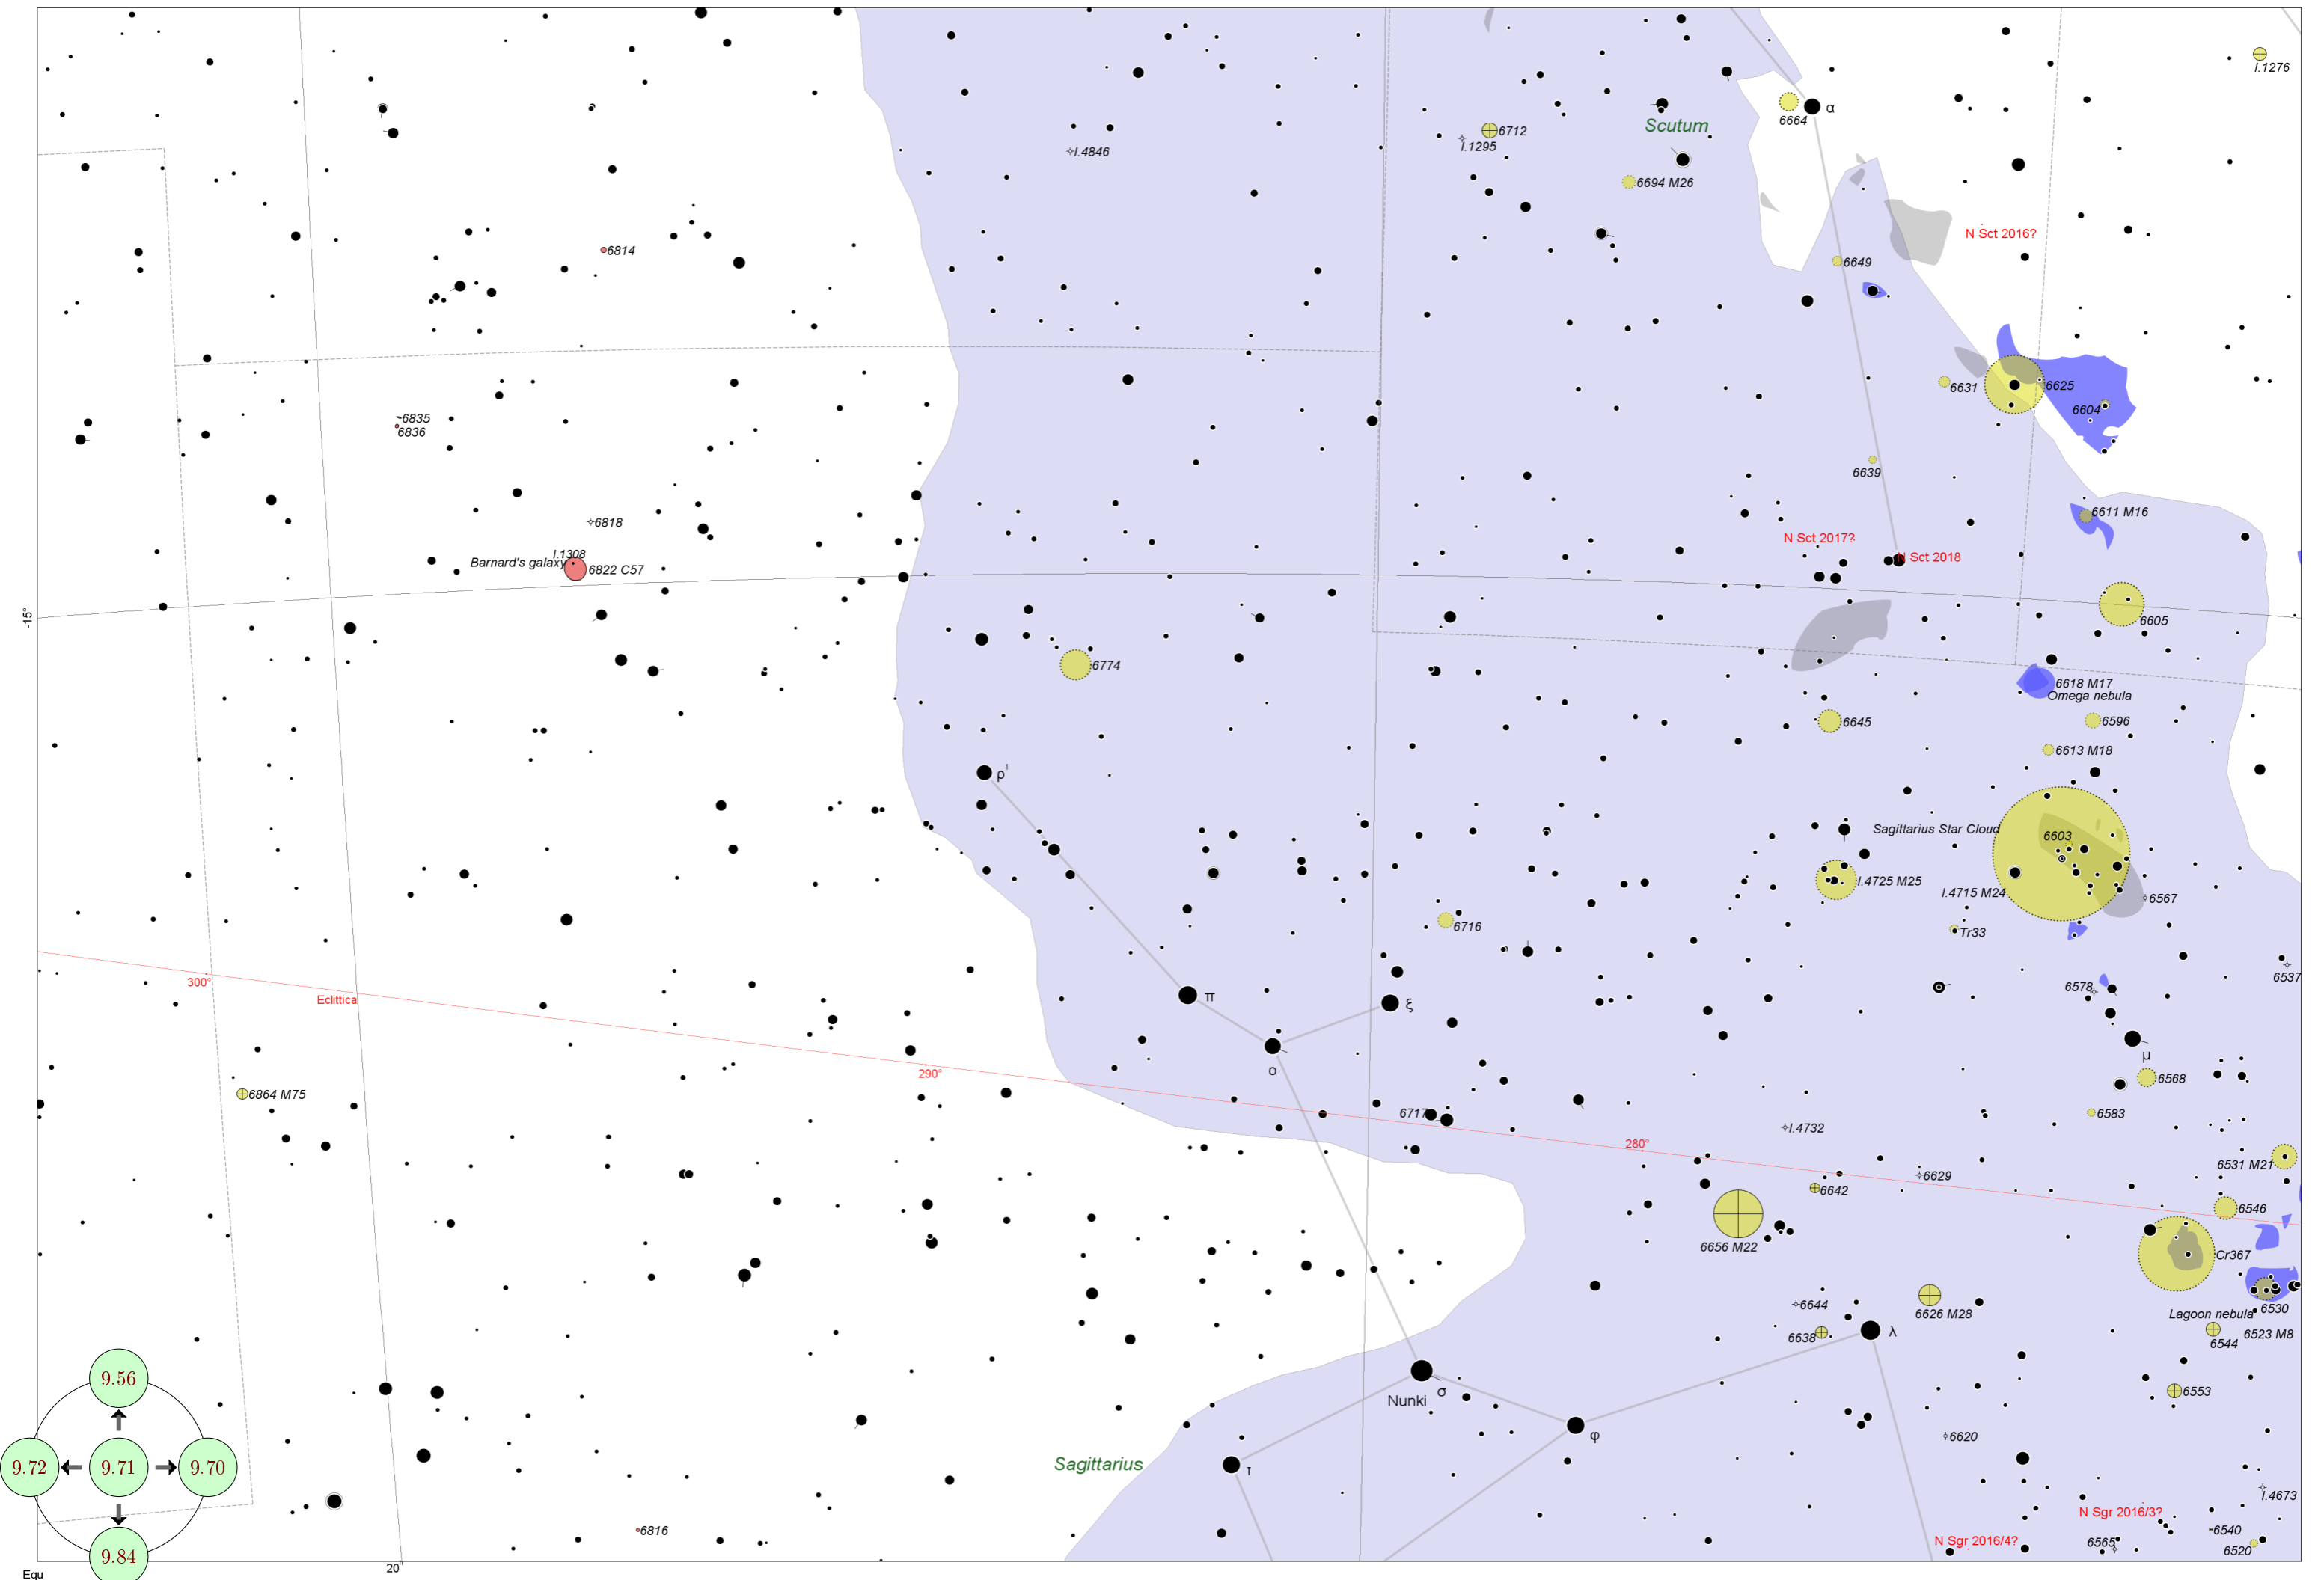 I.1276
α
6664
6712
I.1295
Scutum
I.4846
6694 M26
N Sct 2016?
6814
6649
6631
6625
6604
6835
6836
6639
6818
6611 M16
I.1308
Barnard's galaxy
6822 C57
N Sct 2017?
N Sct 2018
-15°
6605
6774
6618 M17
Omega nebula
6645
6596
6613 M18
ρ¹
Sagittarius Star Cloud
6603
I.4725 M25
I.4715 M24
6567
6716
Tr33
6537
300°
Eclittica
π
ξ
6578
μ
ο
290°
6568
6864 M75
6717
6583
I.4732
280°
6531 M21
6629
6642
6546
6656 M22
Cr367
6644
6626 M28
6530
Lagoon nebula
6523 M8
6638
λ
6544
9.56
σ
Nunki
6553
φ
6620
9.72
9.71
9.70
Sagittarius
τ
I.4673
N Sgr 2016/3?
6816
6540
N Sgr 2016/4?
6565
6520
9.84
20h
Equ